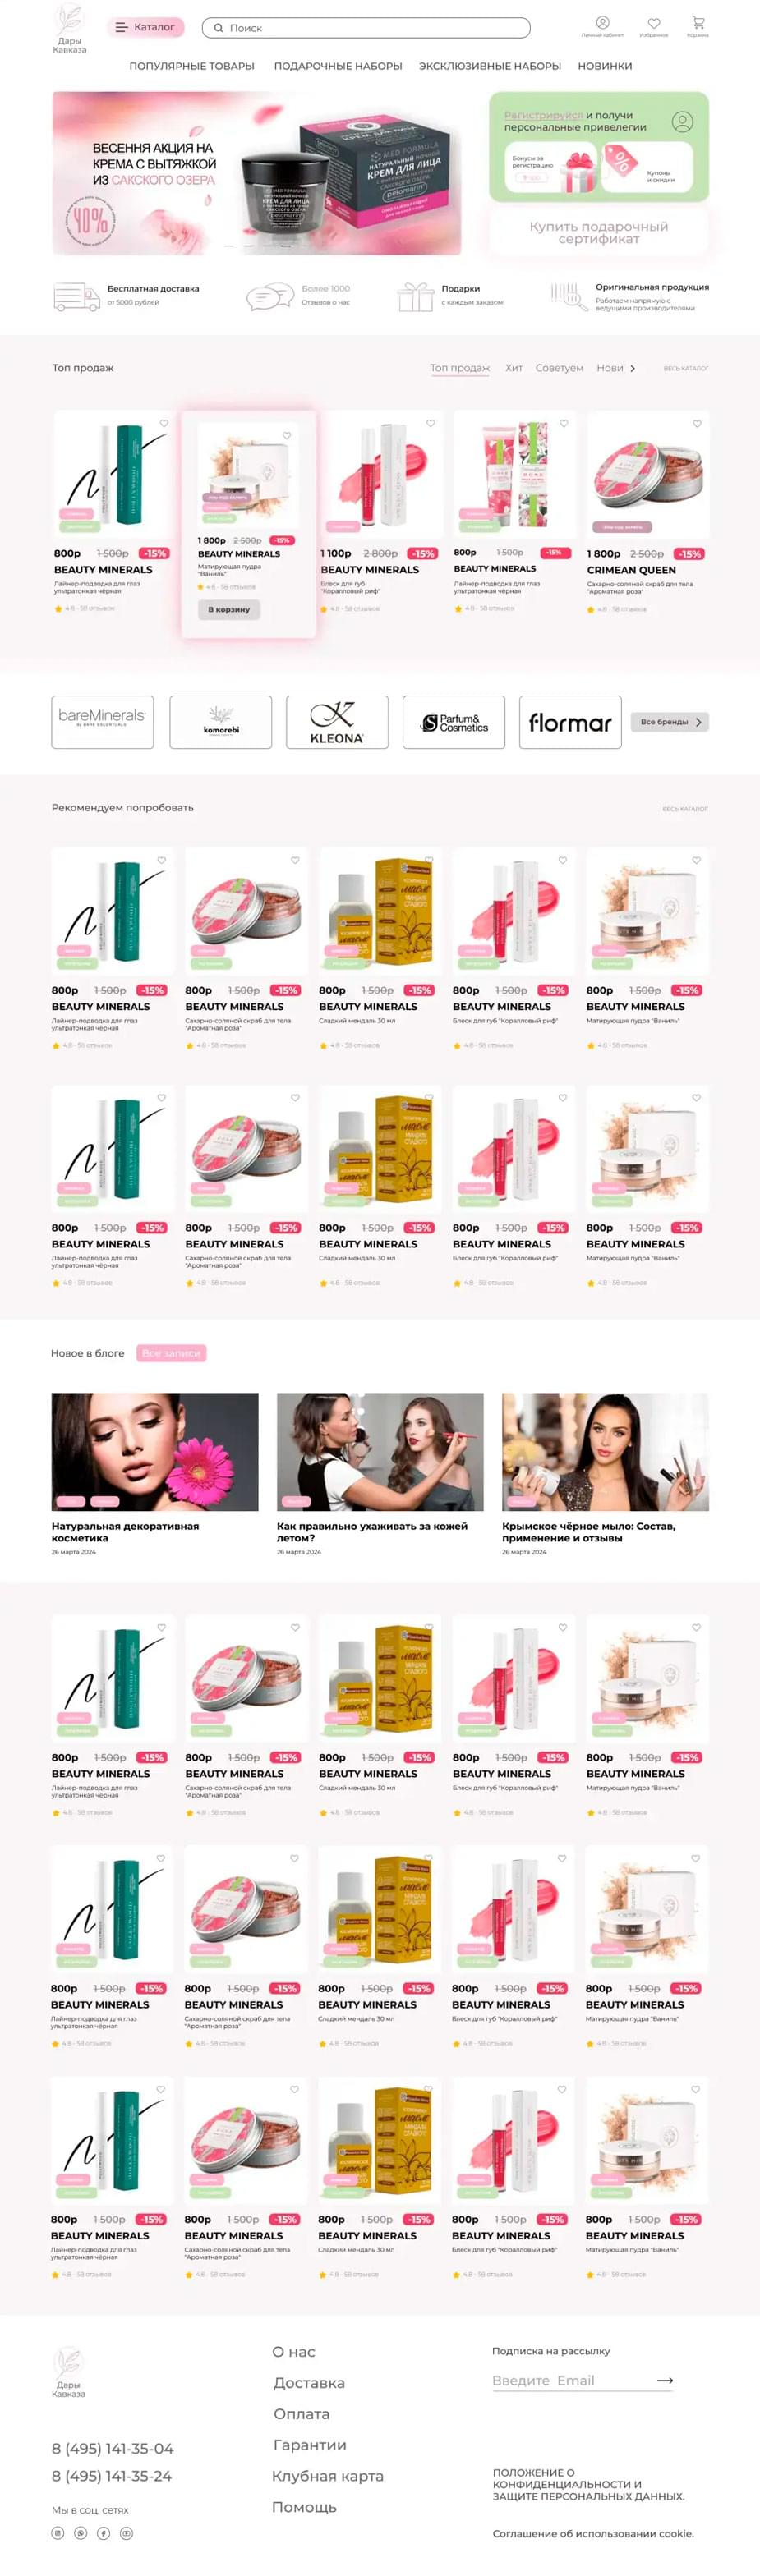 Дары
Кавказа
Каталог
Поиск
Личный кабинет
Избранное
Корзина
ПОПУЛЯРНЫЕ ТОВАРЫ ПОДАРОЧНЫЕ НАБОРЫ ЭКСКЛЮЗИВНЫЕ НАБОРЫ НОВИНКИ
ВЕСЕННЯ АКЦИЯ НА
КРЕМА С ВЫТЯЖКОЙ
ИЗ САКСКОГО ОЗЕРА
40%
MED FORMULA
НАТУРАЛЬНЫЙ НОЧНОЙ
КРЕМ ДЛЯ ЛИЦА
pelomarin
Регистрируйся и получи
персональные привелегии
Бонусы за
регистрацию
%
Купоны
и скидки
Купить подарочный
сертификат
Бесплатная доставка
от 5000 рублей
Более 1000
Отзывов о нас
Подарки
с каждым заказом!
Оригинальная продукция
Работаем напрямую с
ведущими производителями
Топ продаж
Топ продаж Хит Советуем Нови
ВЕСЬ КАТАЛОГ
800р 1 500р -15%
BEAUTY MINERALS
Лайнер-подводка для глаз
ультратонкая чёрная
4.8 - 58 отзывов
1 800р 2 500р -15%
BEAUTY MINERALS
Матирующая пудра
"Ваниль"
4.8 - 58 отзывов
В корзину
1 100р 2 800р -15%
BEAUTY MINERALS
Блеск для губ
"Коралловый риф"
4.8 - 58 отзывов
800р 1 500р -15%
BEAUTY MINERALS
Лайнер-подводка для глаз
ультратонкая чёрная
4.8 - 58 отзывов
1 800р 2 500р -15%
CRIMEAN QUEEN
Сахарно-соляной скраб для тела
"Ароматная роза"
4.8 - 58 отзывов
bareMinerals
BY BARE ESCENTUALS
komorebi
KLEONA
Parfum&
Cosmetics
flormar
Все бренды
Рекомендуем попробовать
ВЕСЬ КАТАЛОГ
800р 1 500р -15%
BEAUTY MINERALS
Лайнер-подводка для глаз
ультратонкая чёрная
4.8 - 58 отзывов
800р 1 500р -15%
BEAUTY MINERALS
Сахарно-соляной скраб для тела
"Ароматная роза"
4.8 - 58 отзывов
800р 1 500р -15%
BEAUTY MINERALS
Сладкий мендаль 30 мл
4.8 - 58 отзывов
800р 1 500р -15%
BEAUTY MINERALS
Блеск для губ "Коралловый риф"
4.8 - 58 отзывов
800р 1 500р -15%
BEAUTY MINERALS
Матирующая пудра "Ваниль"
4.8 - 58 отзывов
800р 1 500р -15%
BEAUTY MINERALS
Лайнер-подводка для глаз
ультратонкая чёрная
4.8 - 58 отзывов
800р 1 500р -15%
BEAUTY MINERALS
Сахарно-соляной скраб для тела
"Ароматная роза"
4.8 - 58 отзывов
800р 1 500р -15%
BEAUTY MINERALS
Сладкий мендаль 30 мл
4.8 - 58 отзывов
800р 1 500р -15%
BEAUTY MINERALS
Блеск для губ "Коралловый риф"
4.8 - 58 отзывов
800р 1 500р -15%
BEAUTY MINERALS
Матирующая пудра "Ваниль"
4.8 - 58 отзывов
Новое в блоге
Все записи
Натуральная декоративная
косметика
26 марта 2024
Как правильно ухаживать за кожей
летом?
26 марта 2024
Крымское чёрное мыло: Состав,
применение и отзывы
26 марта 2024
800р 1 500р -15%
BEAUTY MINERALS
Лайнер-подводка для глаз
ультратонкая чёрная
4.8 - 58 отзывов
800р 1 500р -15%
BEAUTY MINERALS
Сахарно-соляной скраб для тела
"Ароматная роза"
4.8 - 58 отзывов
800р 1 500р -15%
BEAUTY MINERALS
Сладкий мендаль 30 мл
4.8 - 58 отзывов
800р 1 500р -15%
BEAUTY MINERALS
Блеск для губ "Коралловый риф"
4.8 - 58 отзывов
800р 1 500р -15%
BEAUTY MINERALS
Матирующая пудра "Ваниль"
4.8 - 58 отзывов
800р 1 500р -15%
BEAUTY MINERALS
Лайнер-подводка для глаз
ультратонкая чёрная
4.8 - 58 отзывов
800р 1 500р -15%
BEAUTY MINERALS
Сахарно-соляной скраб для тела
"Ароматная роза"
4.8 - 58 отзывов
800р 1 500р -15%
BEAUTY MINERALS
Сладкий мендаль 30 мл
4.8 - 58 отзывов
800р 1 500р -15%
BEAUTY MINERALS
Блеск для губ "Коралловый риф"
4.8 - 58 отзывов
800р 1 500р -15%
BEAUTY MINERALS
Матирующая пудра "Ваниль"
4.8 - 58 отзывов
800р 1 500р -15%
BEAUTY MINERALS
Лайнер-подводка для глаз
ультратонкая чёрная
4.8 - 58 отзывов
800р 1 500р -15%
BEAUTY MINERALS
Сахарно-соляной скраб для тела
"Ароматная роза"
4.8 - 58 отзывов
800р 1 500р -15%
BEAUTY MINERALS
Сладкий мендаль 30 мл
4.8 - 58 отзывов
800р 1 500р -15%
BEAUTY MINERALS
Блеск для губ "Коралловый риф"
4.8 - 58 отзывов
800р 1 500р -15%
BEAUTY MINERALS
Матирующая пудра "Ваниль"
4.8 - 58 отзывов
Дары
Кавказа
8 (495) 141-35-04
8 (495) 141-35-24
Мы в соц. сетях
О нас
Доставка
Оплата
Гарантии
Клубная карта
Помощь
Подписка на рассылку
Введите Email
ПОЛОЖЕНИЕ О
КОНФИДЕНЦИАЛЬНОСТИ И
ЗАЩИТЕ ПЕРСОНАЛЬНЫХ ДАННЫХ.
Соглашение об использовании cookie.